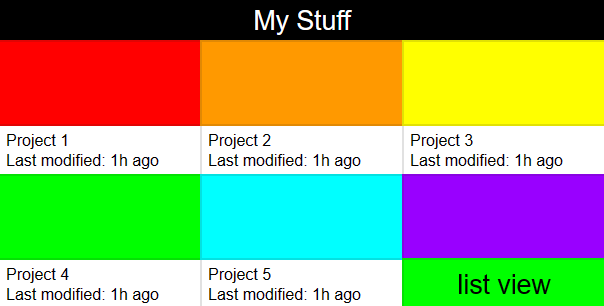 My Stuff
Project 1
Last modified: 1h ago
Project 2
Last modified: 1h ago
Project 3
Last modified: 1h ago
Project 4
Last modified: 1h ago
Project 5
Last modified: 1h ago
list view